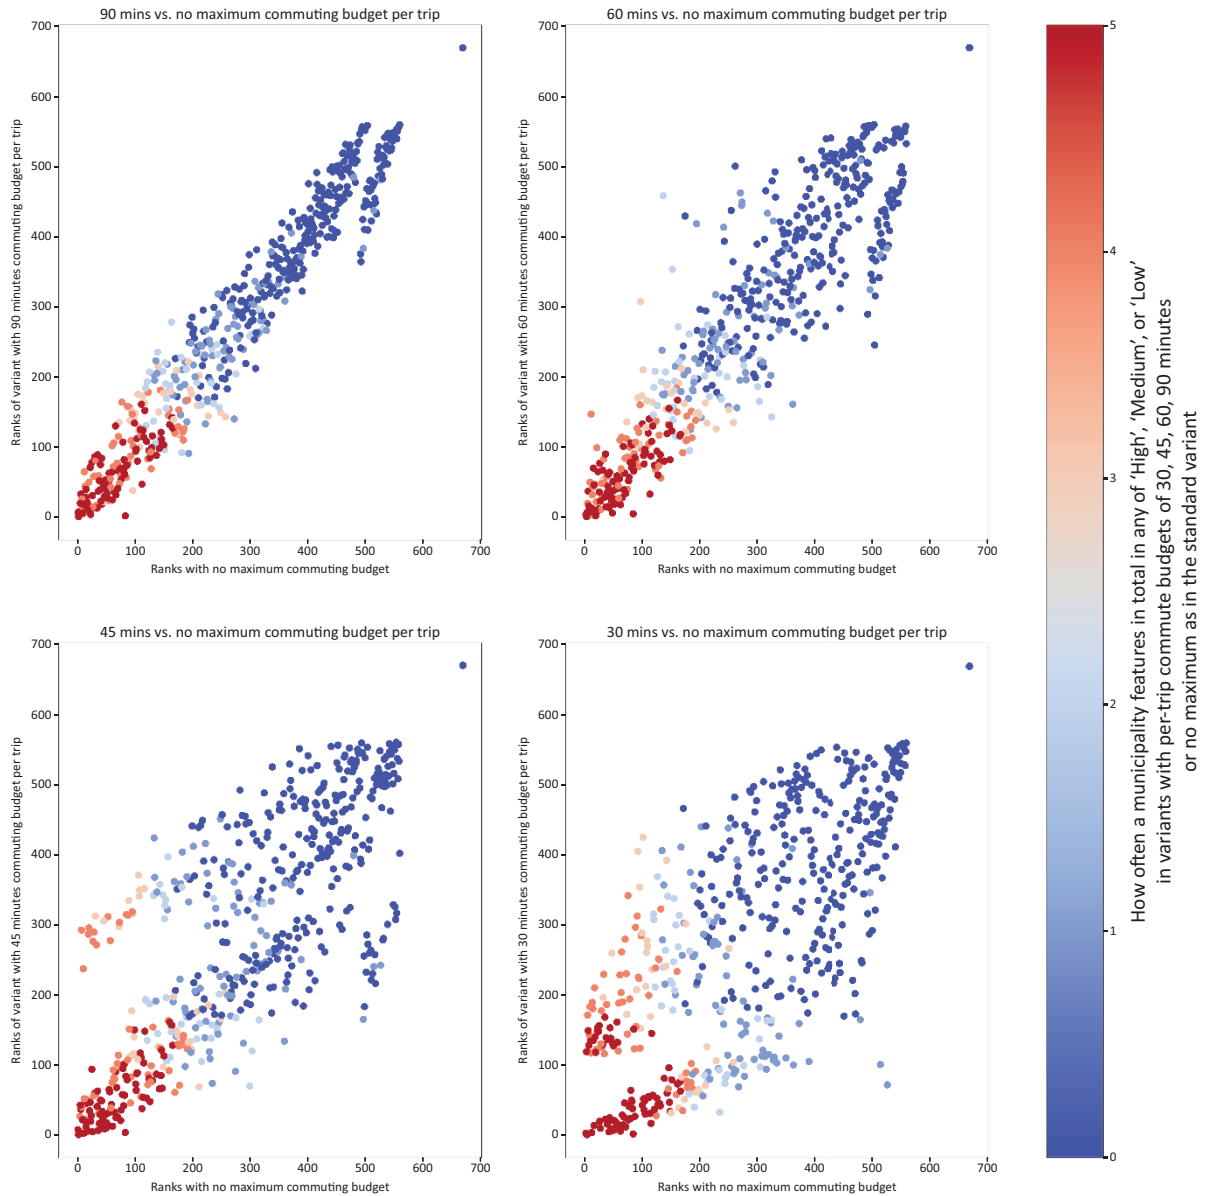 90 mins vs. no maximum commuting budget per trip
Ranks of variant with 90 minutes commuting budget per trip
700
600
500
400
300
200
100
0
0 100 200 300 400 500 600 700
Ranks with no maximum commuting budget
60 mins vs. no maximum commuting budget per trip
Ranks of variant with 60 minutes commuting budget per trip
700
600
500
400
300
200
100
0
0 100 200 300 400 500 600 700
Ranks with no maximum commuting budget
45 mins vs. no maximum commuting budget per trip
Ranks of variant with 45 minutes commuting budget per trip
700
600
500
400
300
200
100
0
0 100 200 300 400 500 600 700
Ranks with no maximum commuting budget
30 mins vs. no maximum commuting budget per trip
Ranks of variant with 30 minutes commuting budget per trip
700
600
500
400
300
200
100
0
0 100 200 300 400 500 600 700
Ranks with no maximum commuting budget
5
4
3
2
1
0
How often a municipality features in total in any of ‘High’, ‘Medium’, or ‘Low’
in variants with per-trip commute budgets of 30, 45, 60, 90 minutes
or no maximum as in the standard variant